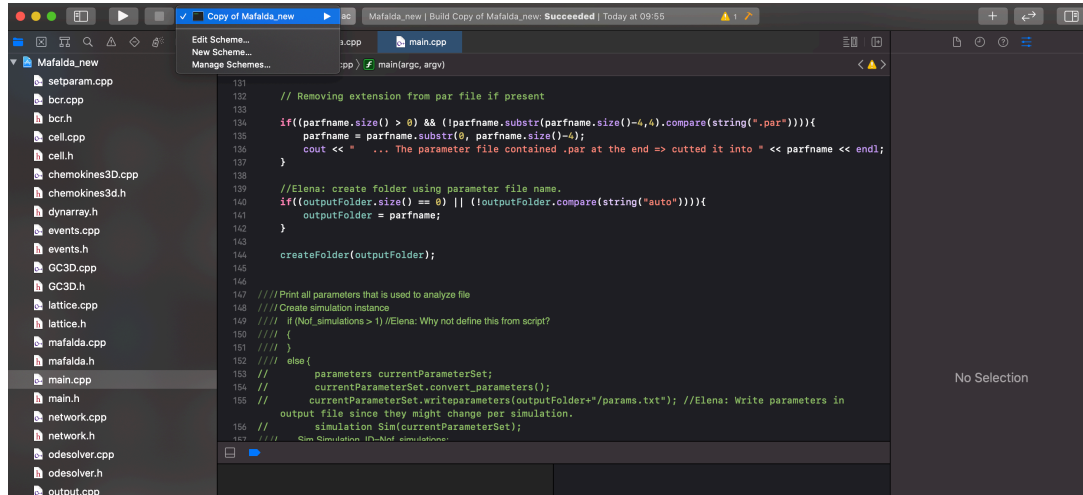 Copy of Mafalda_new
ac
Mafalda_new | Build Copy of Mafalda_new: Succeeded | Today at 09:55
1
Edit Scheme...
New Scheme...
Manage Schemes...
a.cpp
main.cpp
cpp
main(argc, argv)
Mafalda_new
setparam.cpp
bcr.cpp
bcr.h
cell.cpp
cell.h
chemokines3D.cpp
chemokines3d.h
dynarray.h
events.cpp
events.h
GC3D.cpp
GC3D.h
lattice.cpp
lattice.h
mafalda.cpp
mafalda.h
main.cpp
main.h
network.cpp
network.h
odesolver.cpp
odesolver.h
output.cpp
131
132 // Removing extension from par file if present
133
134 if((parfname.size() > 0) && (!parfname.substr(parfname.size()-4,4).compare(string(".par")))){
135 parfname = parfname.substr(0, parfname.size()-4);
136 cout << "   ... The parameter file contained .par at the end => cutted it into " << parfname << endl;
137 }
138
139 //Elena: create folder using parameter file name.
140 if((outputFolder.size() == 0) || (!outputFolder.compare(string("auto")))){
141 outputFolder = parfname;
142 }
143
144 createFolder(outputFolder);
145
146
147 //// Print all parameters that is used to analyze file
148 //// Create simulation instance
149 //// if (Nof_simulations > 1) //Elena: Why not define this from script?
150 //// {
151 //// }
152 //// else {
153 // parameters currentParameterSet;
154 // currentParameterSet.convert_parameters();
155 // currentParameterSet.writeparameters(outputFolder+"/params.txt"); //Elena: Write parameters in
output file since they might change per simulation.
156 // simulation Sim(currentParameterSet);
157 //// Sim.Simulation_ID=Nof_simulations;
No Selection